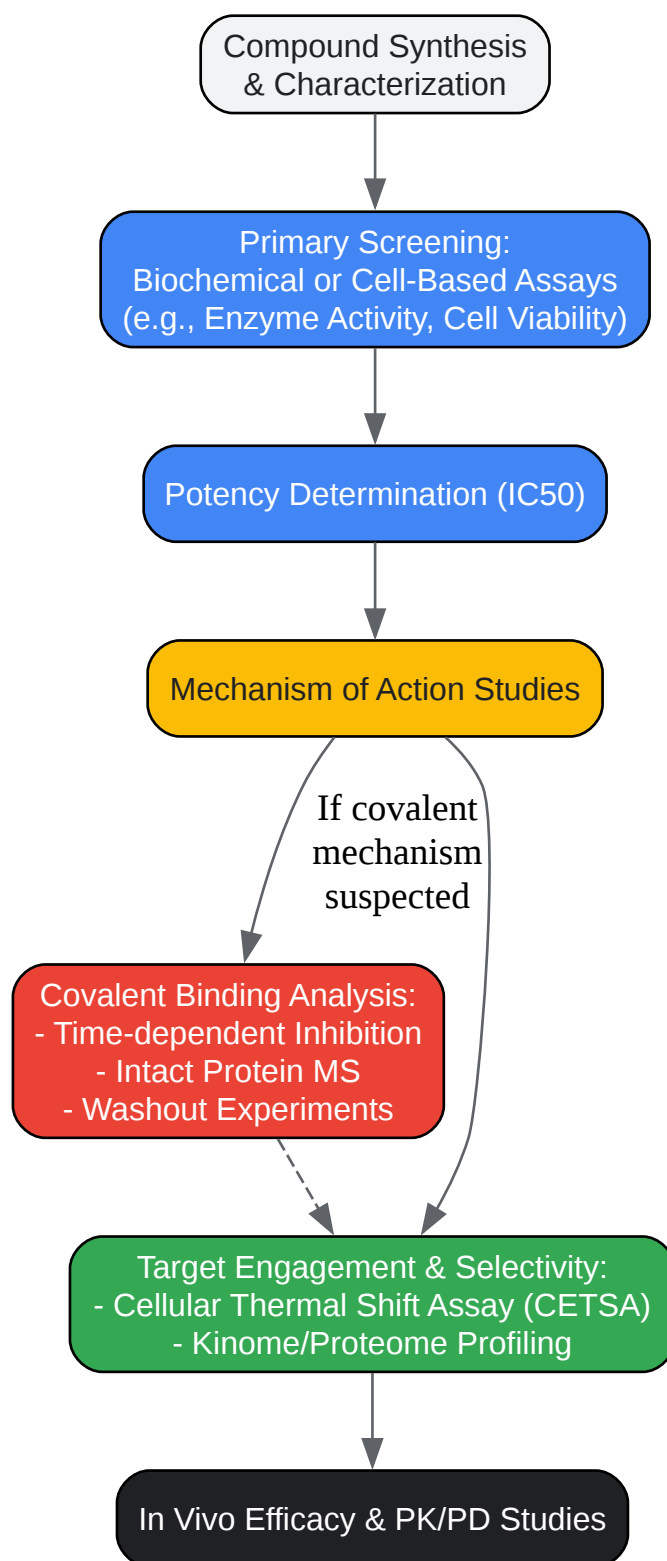 Compound Synthesis
& Characterization
Primary Screening:
Biochemical or Cell-Based Assays
(e.g., Enzyme Activity, Cell Viability)
Potency Determination (IC50)
Mechanism of Action Studies
If covalent
mechanism
suspected
Covalent Binding Analysis:
- Time-dependent Inhibition
- Intact Protein MS
- Washout Experiments
Target Engagement & Selectivity:
- Cellular Thermal Shift Assay (CETSA)
- Kinome/Proteome Profiling
In Vivo Efficacy & PK/PD Studies